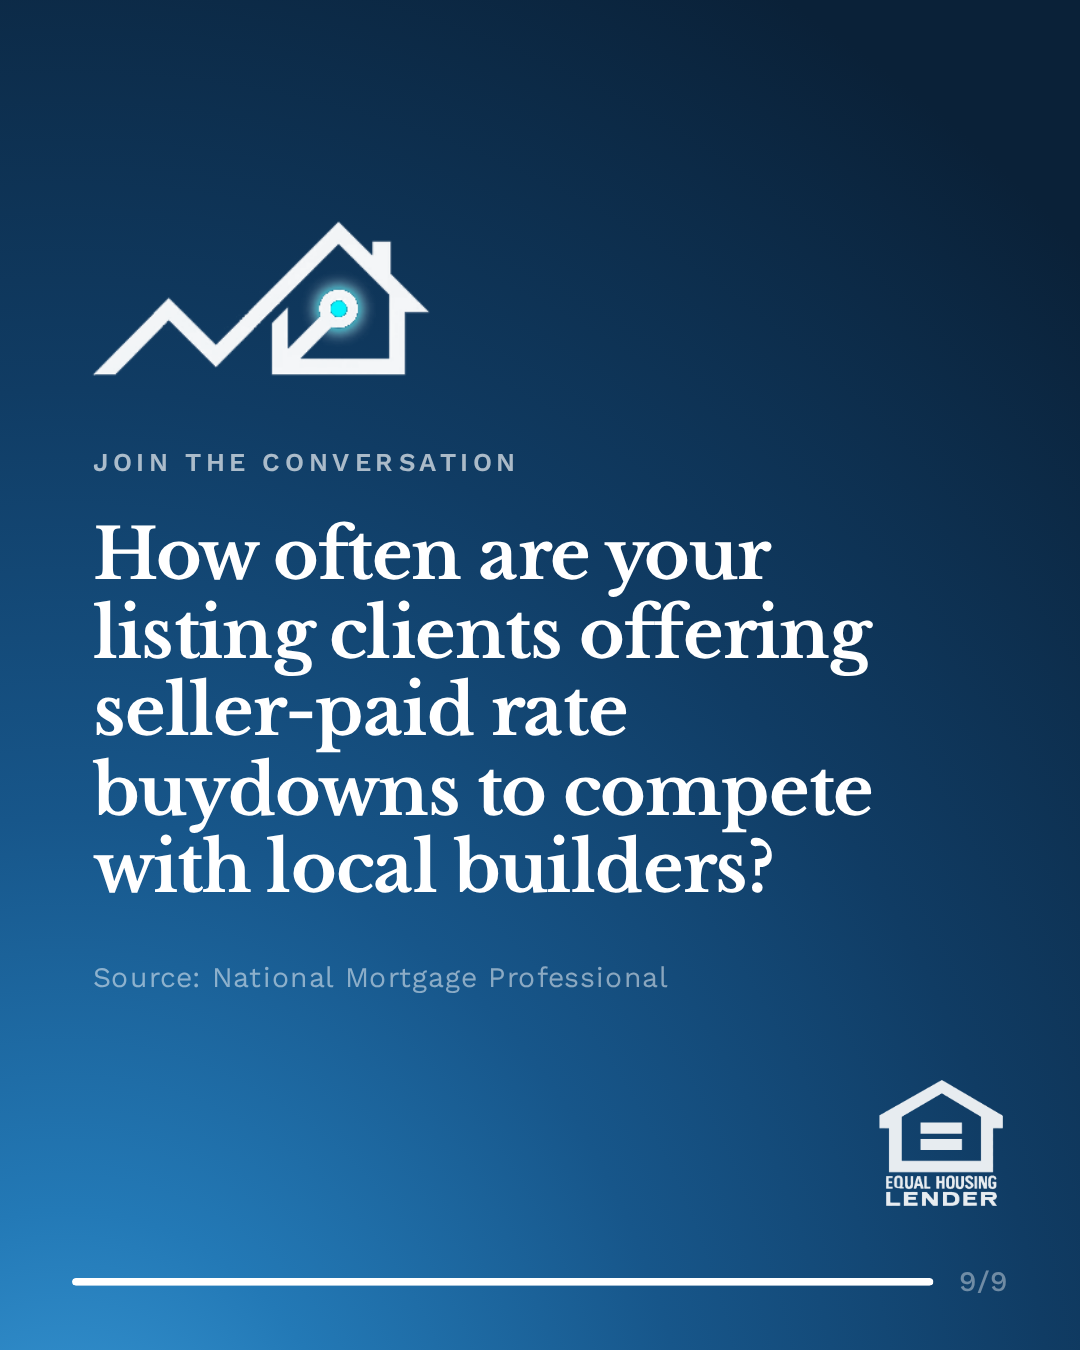 JOIN THE CONVERSATION
How often are your
listing clients offering
seller-paid rate
buydowns to compete
with local builders?
Source: National Mortgage Professional
EQUAL HOUSING
LENDER
9/9